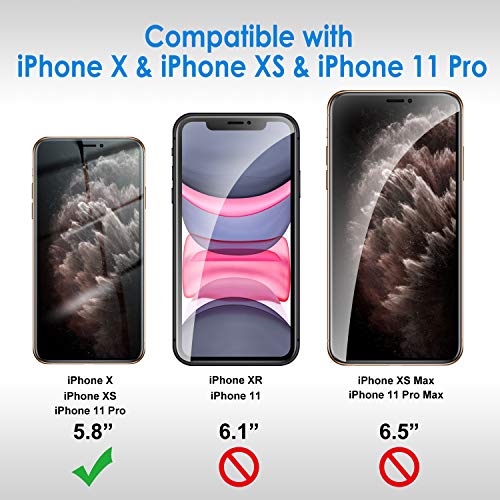 Compatible with
iPhone X & iPhone XS & iPhone 11 Pro
iPhone X
iPhone XS
iPhone 11 Pro
5.8”
iPhone XR
iPhone 11
6.1”
iPhone XS Max
iPhone 11 Pro Max
6.5”